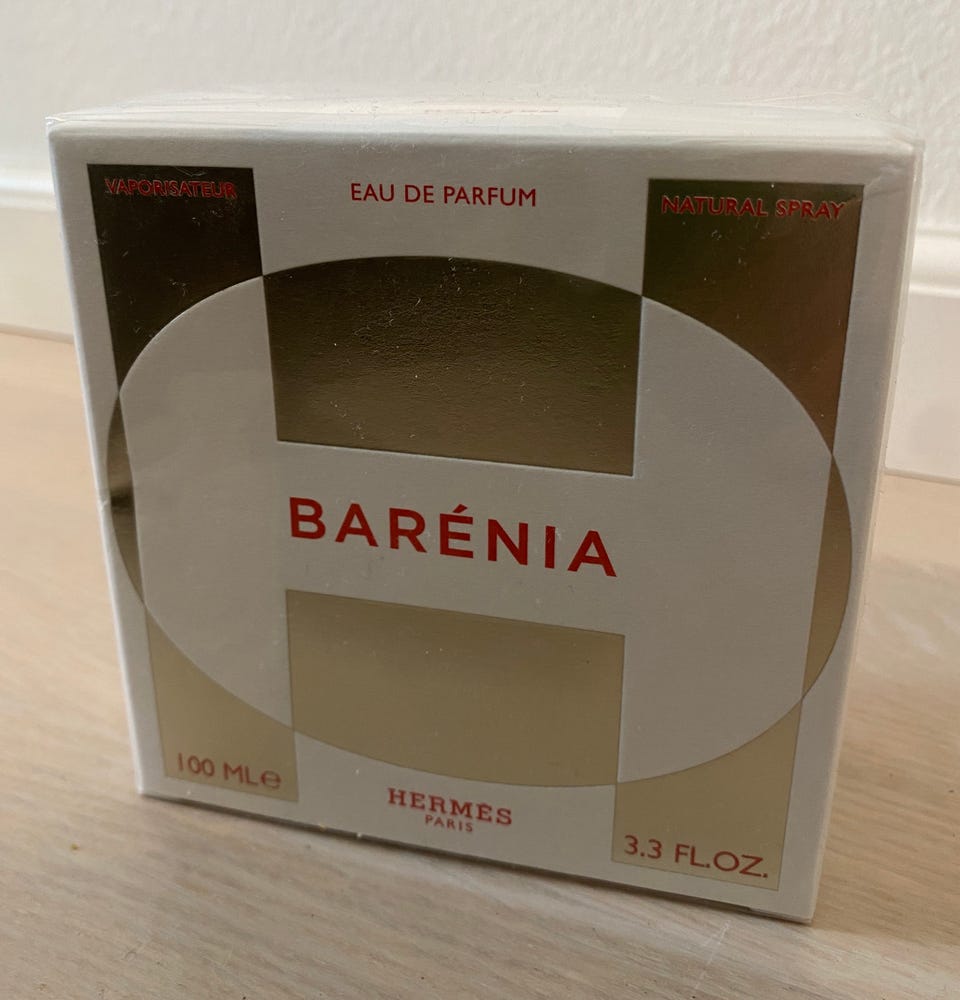 VAPORISATEUR
EAU DE PARFUM
NATURAL SPRAY
BARÉNIA
100 ML℮
HERMÈS
PARIS
3.3 FL.OZ.